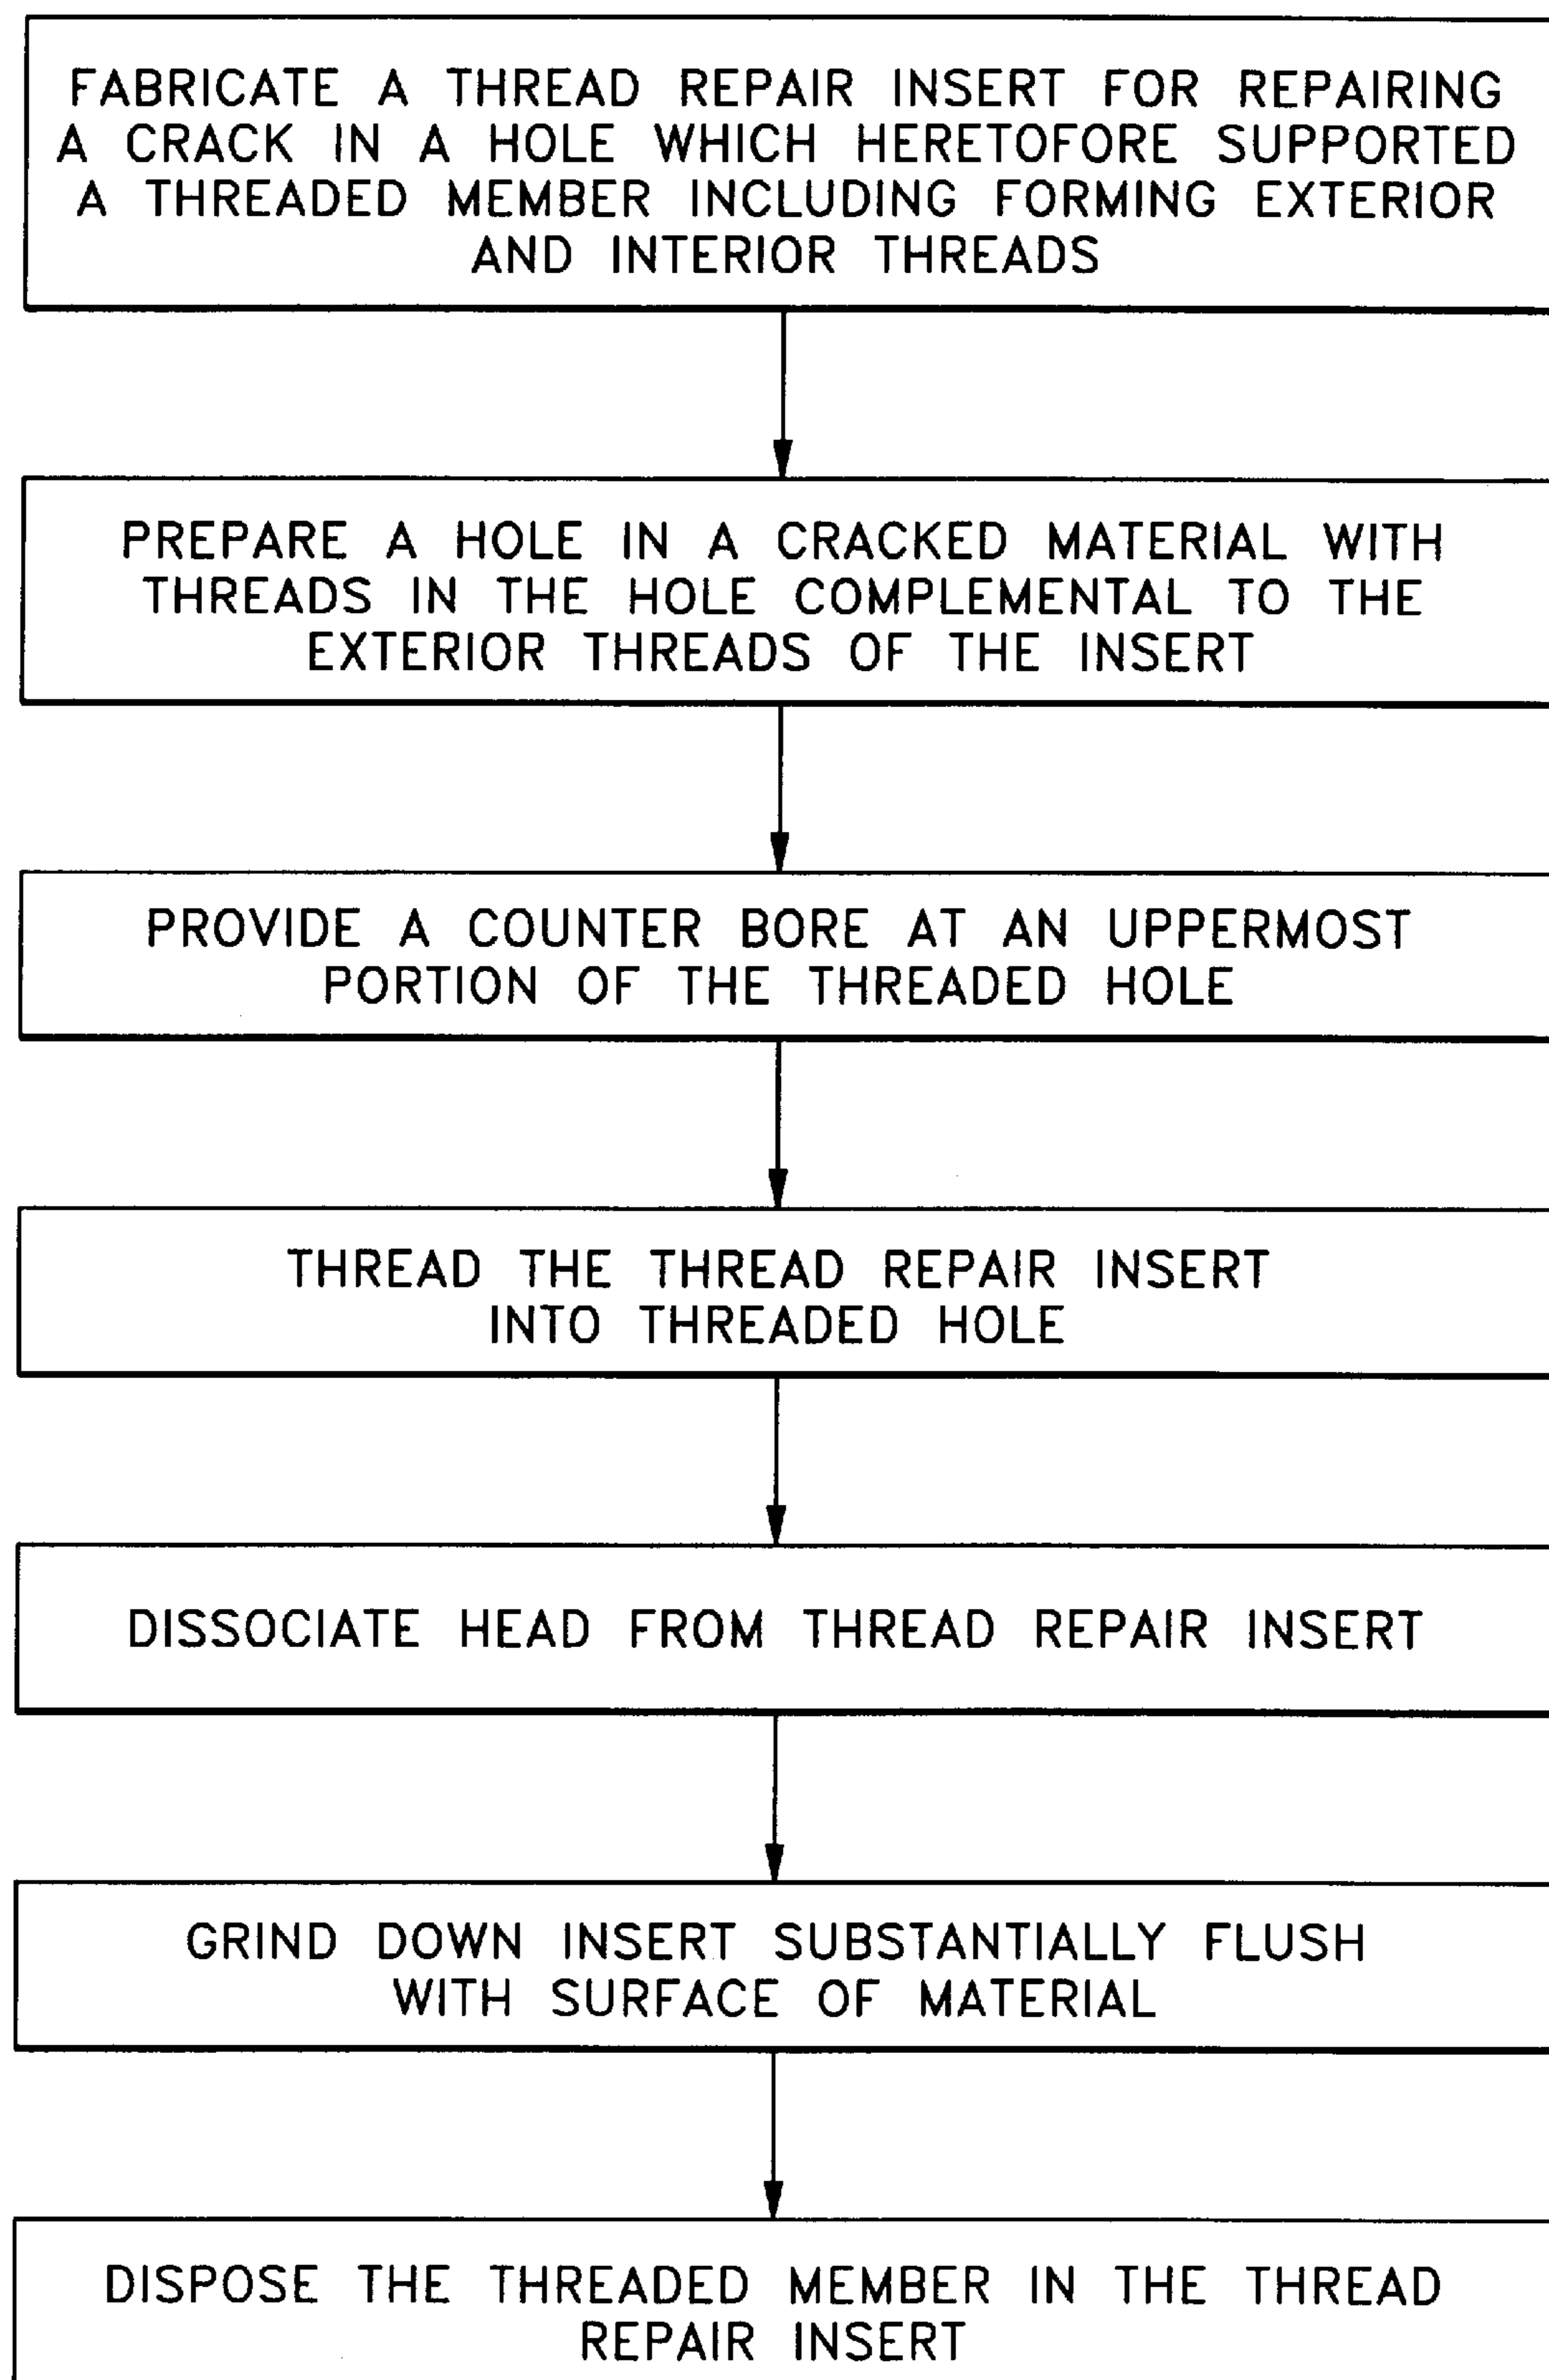 FABRICATE A THREAD REPAIR INSERT FOR REPAIRING
A CRACK IN A HOLE WHICH HERETOFORE SUPPORTED
A THREADED MEMBER INCLUDING FORMING EXTERIOR
AND INTERIOR THREADS
PREPARE A HOLE IN A CRACKED MATERIAL WITH
THREADS IN THE HOLE COMPLEMENTAL TO THE
EXTERIOR THREADS OF THE INSERT
PROVIDE A COUNTER BORE AT AN UPPERMOST
PORTION OF THE THREADED HOLE
THREAD THE THREAD REPAIR INSERT
INTO THREADED HOLE
DISSOCIATE HEAD FROM THREAD REPAIR INSERT
GRIND DOWN INSERT SUBSTANTIALLY FLUSH
WITH SURFACE OF MATERIAL
DISPOSE THE THREADED MEMBER IN THE THREAD
REPAIR INSERT